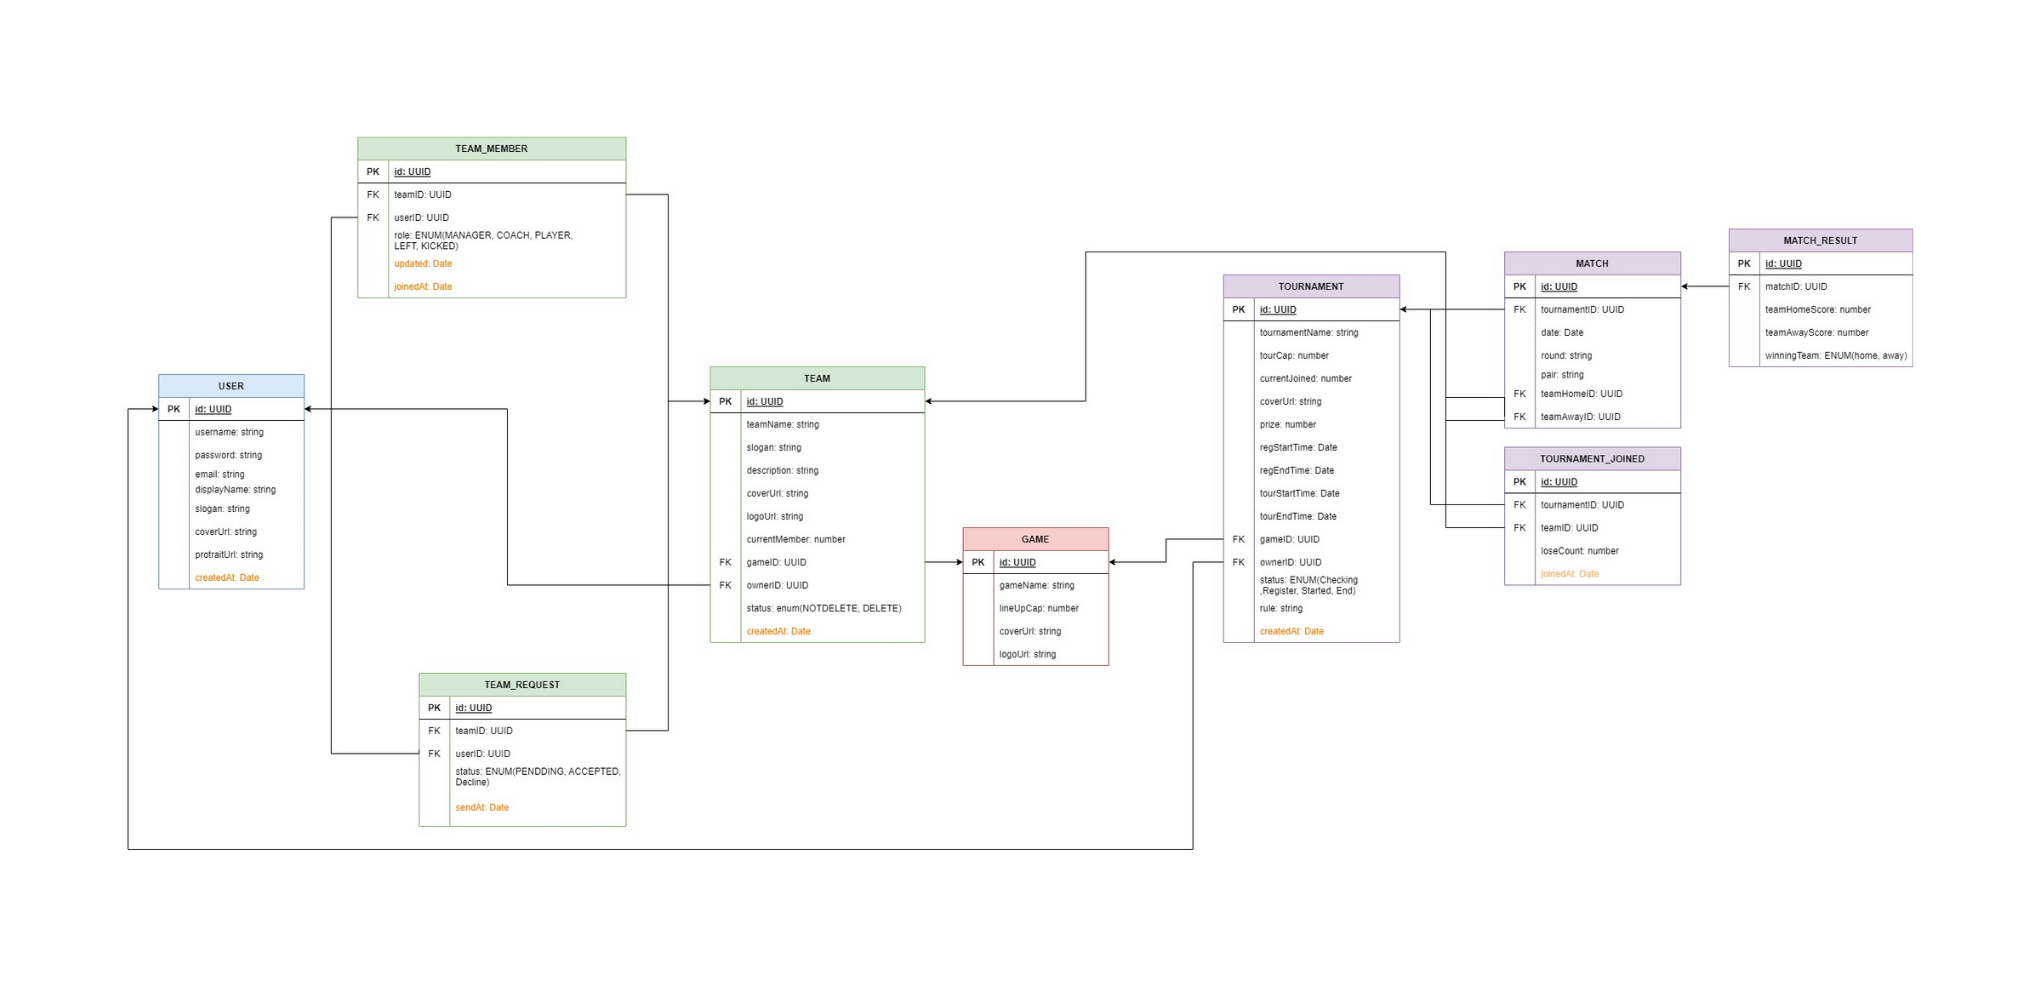 TEAM_MEMBER
PK id: UUID
FK teamID: UUID
FK userID: UUID
role: ENUM(MANAGER, COACH, PLAYER,
LEFT, KICKED)
updated: Date
joinedAt: Date
USER
PK id: UUID
username: string
password: string
email: string
displayName: string
slogan: string
coverUrl: string
protraitUrl: string
createdAt: Date
TEAM_REQUEST
PK id: UUID
FK teamID: UUID
FK userID: UUID
status: ENUM(PENDDING, ACCEPTED,
Decline)
sendAt: Date
TEAM
PK id: UUID
teamName: string
slogan: string
description: string
coverUrl: string
logoUrl: string
currentMember: number
FK gameID: UUID
FK ownerID: UUID
status: enum(NOTDELETE, DELETE)
createdAt: Date
GAME
PK id: UUID
gameName: string
lineUpCap: number
coverUrl: string
logoUrl: string
TOURNAMENT
PK id: UUID
tournamentName: string
tourCap: number
currentJoined: number
coverUrl: string
prize: number
regStartTime: Date
regEndTime: Date
tourStartTime: Date
tourEndTime: Date
FK gameID: UUID
FK ownerID: UUID
status: ENUM(Checking
,Register, Started, End)
rule: string
createdAt: Date
MATCH
PK id: UUID
FK tournamentID: UUID
date: Date
round: string
pair: string
FK teamHomeID: UUID
FK teamAwayID: UUID
TOURNAMENT_JOINED
PK id: UUID
FK tournamentID: UUID
FK teamID: UUID
loseCount: number
joinedAt: Date
MATCH_RESULT
PK id: UUID
FK matchID: UUID
teamHomeScore: number
teamAwayScore: number
winningTeam: ENUM(home, away)